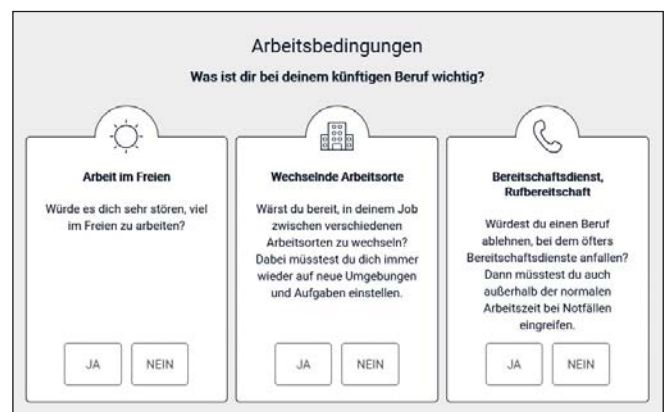 Arbeitsbedingungen
Was ist dir bei deinem künftigen Beruf wichtig?
Arbeit im Freien
Würde es dich sehr stören, viel
im Freien zu arbeiten?
JA
NEIN
Wechselnde Arbeitsorte
Wärst du bereit, in deinem Job
zwischen verschiedenen
Arbeitsorten zu wechseln?
Dabei müsstest du dich immer
wieder auf neue Umgebungen
und Aufgaben einstellen.
JA
NEIN
Bereitschaftsdienst,
Rufbereitschaft
Würdest du einen Beruf
ablehnen, bei dem öfters
Bereitschaftsdienste anfallen?
Dann müsstest du auch
außerhalb der normalen
Arbeitszeit bei Notfällen
eingreifen.
JA
NEIN